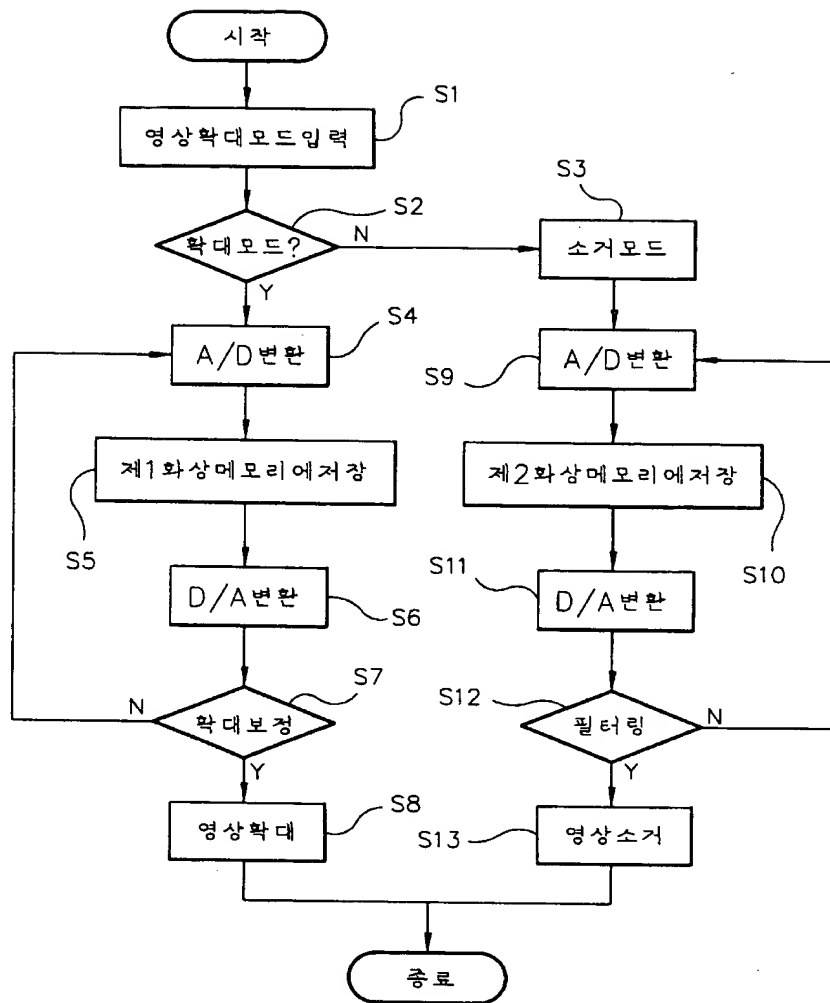 시작
S1
영상확대모드입력
S2
확대모드?
N
Y
S3
소거모드
S4
A/D변환
S9
A/D변환
제1화상메모리에저장
S5
제2화상메모리에저장
S10
D/A변환
S6
S11
D/A변환
S7
확대보정
N
Y
S12
필터링
N
Y
S8
영상확대
S13
영상소거
종료